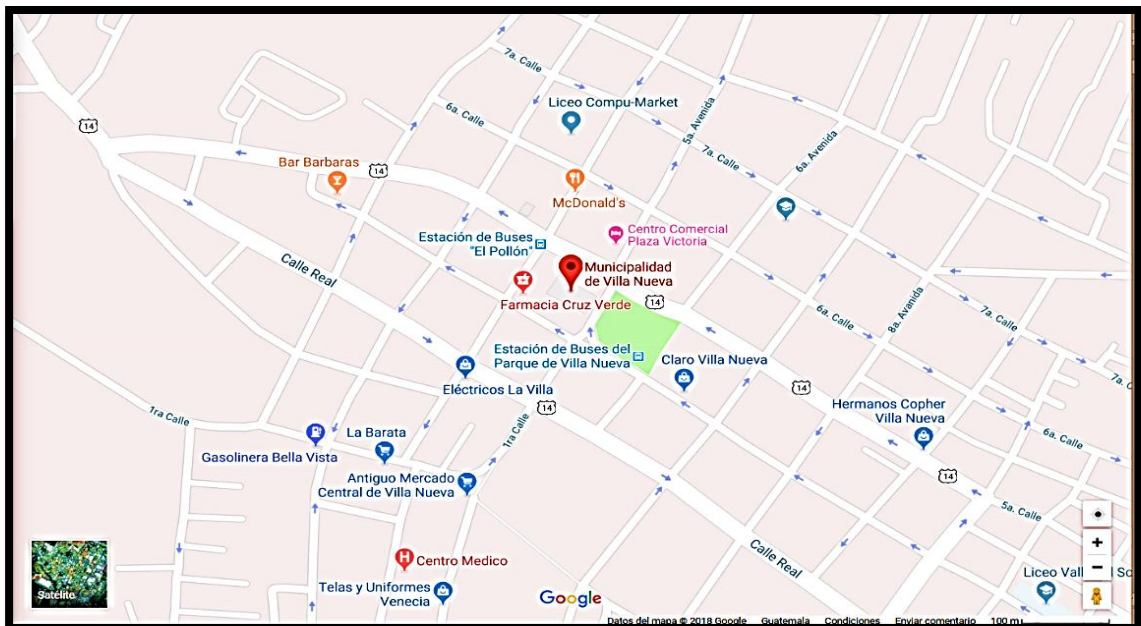 7a. Calle
6a. Calle
Liceo Compu-Market
5a. Avenida
7a. Calle
6a. Avenida
14
14
Bar Barbaras
McDonald's
Centro Comercial
Plaza Victoria
Estación de Buses
"El Pollón"
Calle Real
Municipalidad
de Villa Nueva
Farmacia Cruz Verde
14
8a. Avenida
6a. Calle
7a. Calle
Estación de Buses del
Parque de Villa Nueva
Claro Villa Nueva
Eléctricos La Villa
14
14
Hermanos Copher
Villa Nueva
1ra Calle
1ra Calle
La Barata
Gasolinera Bella Vista
6a. Calle
Antiguo Mercado
Central de Villa Nueva
14
5a. Calle
Calle Real
H
Centro Medico
Telas y Uniformes
Venecia
Satélite
Google
Datos del mapa © 2018 Google
Guatemala
Condiciones
Enviar comentario
100 m